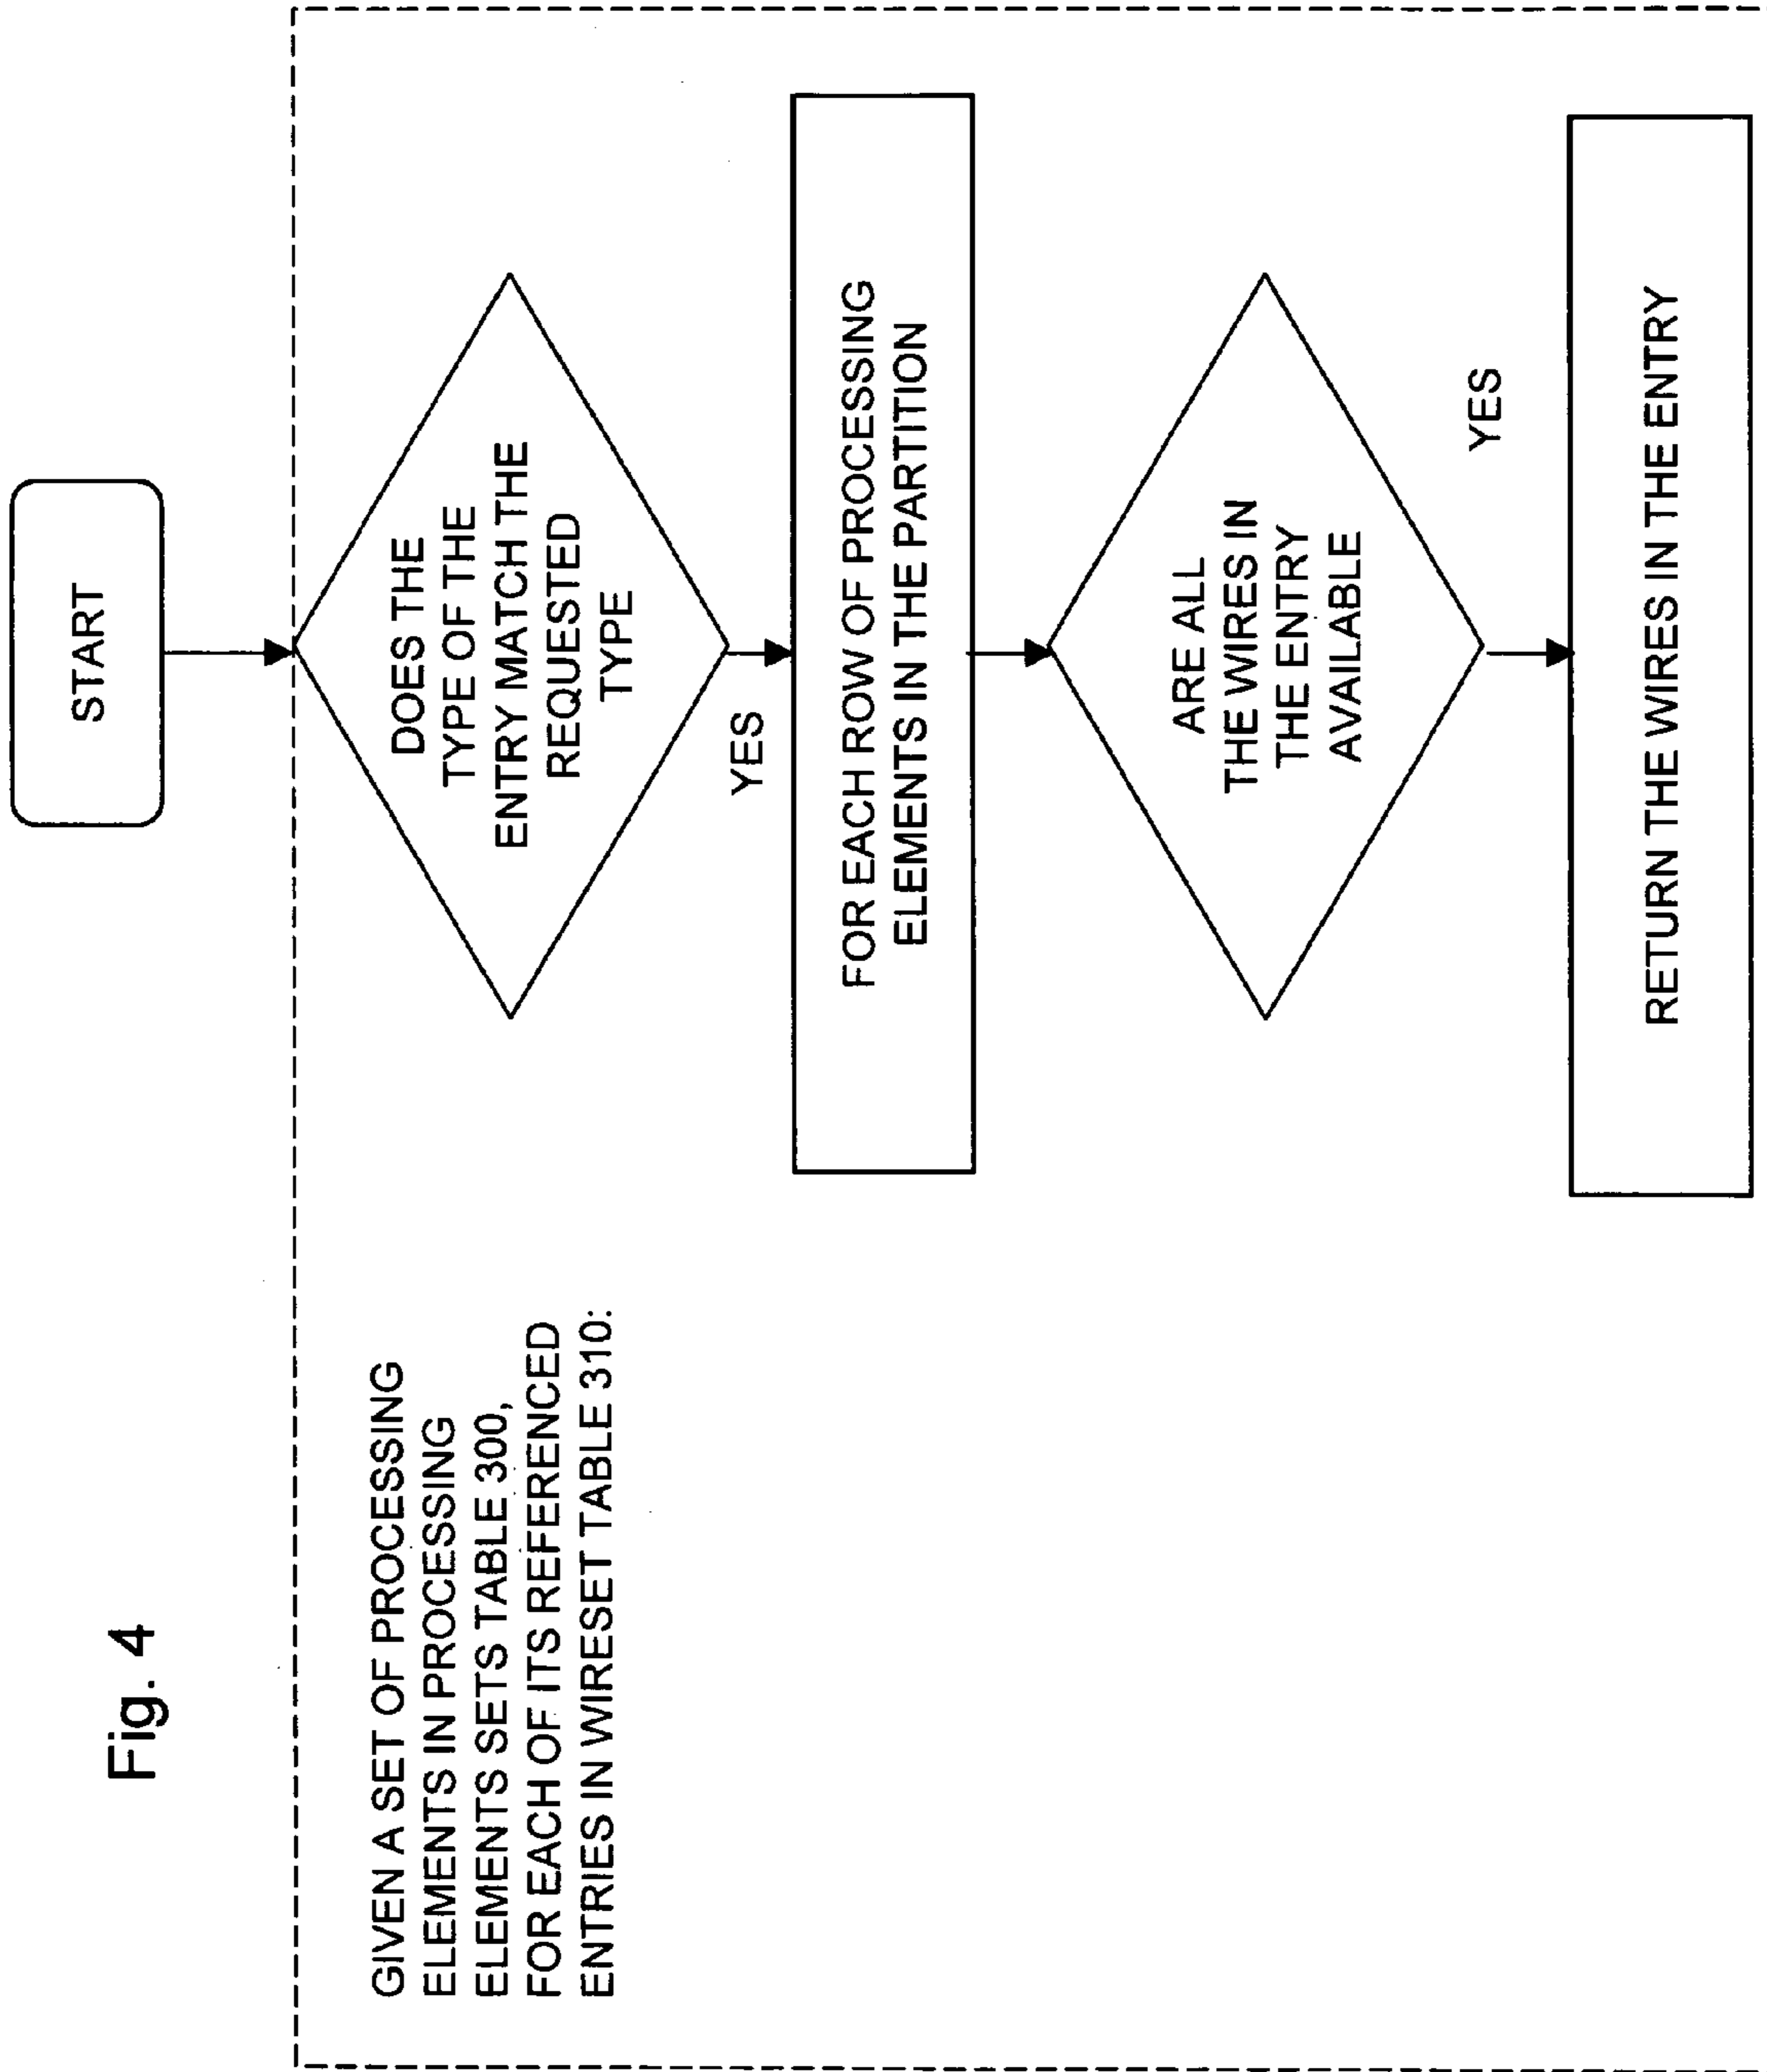 Fig. 4
START
GIVEN A SET OF PROCESSING
ELEMENTS IN PROCESSING
ELEMENTS SETS TABLE 300,
FOR EACH OF ITS REFERENCED
ENTRIES IN WIRESET TABLE 310:
DOES THE
TYPE OF THE
ENTRY MATCH THE
REQUESTED
TYPE
YES
FOR EACH ROW OF PROCESSING
ELEMENTS IN THE PARTITION
ARE ALL
THE WIRES IN
THE ENTRY
AVAILABLE
YES
RETURN THE WIRES IN THE ENTRY